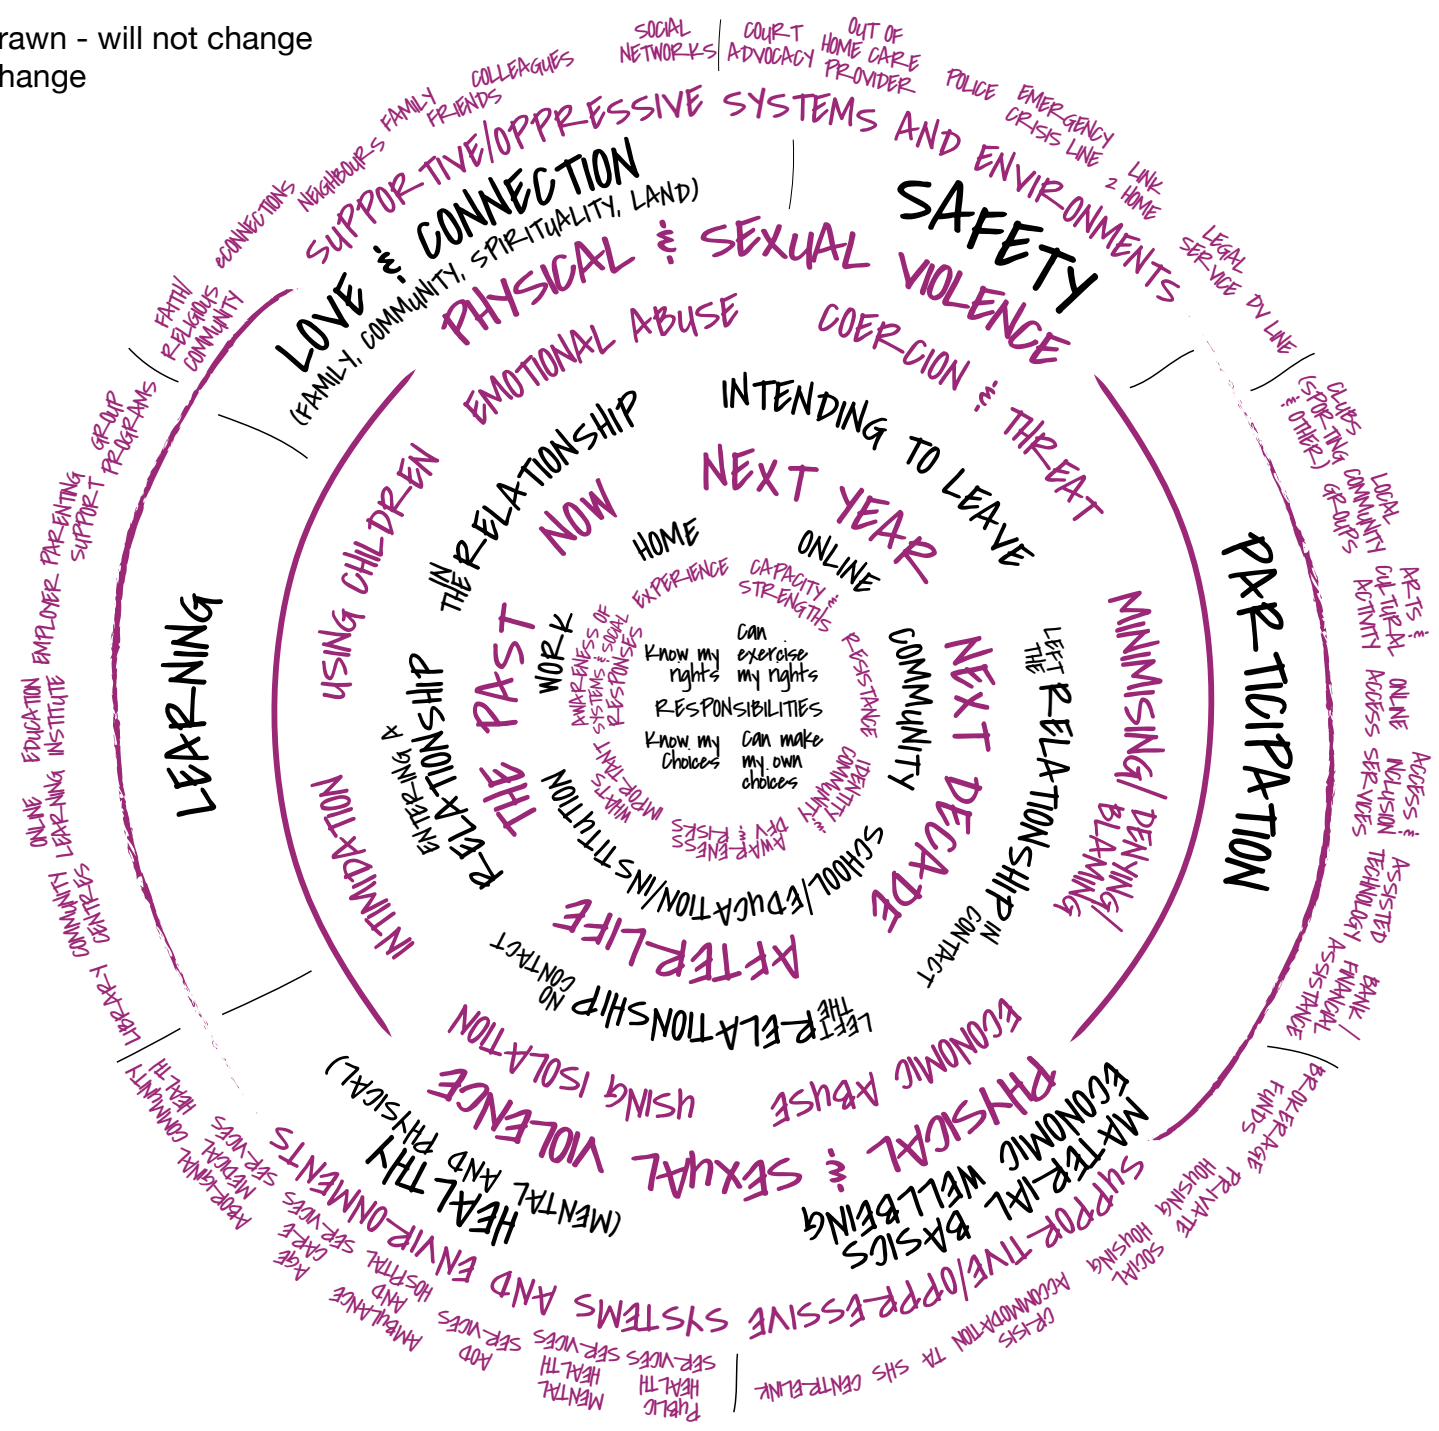 rawn - will not change
hange
SOCIAL
NETWORKS
COURT
ADVOCACY
OUT OF
HOME CARE
PROVIDER
POLICE
EMERGENCY
CRISIS LINE
LINK
2 HOME
LEGAL
SERVICE
DV LINE
CLUBS
(SPORTING
& OTHER)
LOCAL
COMMUNITY
GROUPS
ARTS &
CULTURAL
ACTIVITY
ONLINE
ACCESS
ACCESS &
INCLUSION
SERVICES
ASSISTED
TECHNOLOGY
BANK /
FINANCIAL
ASSISTANCE
BROKERAGE
FUNDS
PRIVATE
HOUSING
SOCIAL
HOUSING
CRISIS
ACCOMMODATION
TA
SHS
CENTRELINK
PUBLIC
HEALTH
SERVICES
MENTAL
HEALTH
SERVICES
AOD
SERVICES
AMBULANCE
AND
HOSPITAL
AGE
CARE
SERVICES
ABORIGINAL
MEDICAL
SERVICES
COMMUNITY
HEALTH
LIBRARY
COMMUNITY
CENTRES
ONLINE
LEARNING
EDUCATION
INSTITUTE
EMPLOYER
PARENTING
SUPPORT
GROUP
PROGRAMS
FAITH/
RELIGIOUS
COMMUNITY
eCONNECTIONS
NEIGHBOURS
FAMILY
FRIENDS
COLLEAGUES
SUPPORTIVE/OPPRESSIVE SYSTEMS AND ENVIRONMENTS
SUPPORTIVE/OPPRESSIVE SYSTEMS AND ENVIRONMENTS
LOVE & CONNECTION
(FAMILY, COMMUNITY, SPIRITUALITY, LAND)
SAFETY
PARTICIPATION
MATERIAL BASICS
ECONOMIC WELLBEING
HEALTHY
(MENTAL AND PHYSICAL)
LEARNING
PHYSICAL & SEXUAL VIOLENCE
PHYSICAL & SEXUAL VIOLENCE
EMOTIONAL ABUSE
COERCION & THREAT
MINIMISING/ DENYING/
BLAMING
ECONOMIC ABUSE
USING ISOLATION
INTIMIDATION
USING CHILDREN
IN
THE RELATIONSHIP
INTENDING TO LEAVE
LEFT
THE RELATIONSHIP IN
CONTACT
LEFT
THE RELATIONSHIP NO
CONTACT
ENTERING A
RELATIONSHIP
NOW
NEXT YEAR
NEXT DECADE
AFTERLIFE
THE PAST
HOME
ONLINE
COMMUNITY
SCHOOL/EDUCATION/INSTITUTION
WORK
EXPERIENCE
CAPACITY &
STRENGTHS
RESISTANCE
IDENTITY &
COMMUNITY
AWARENESS
DFV & RISKS
WHAT'S
IMPORTANT
AWARENESS OF
SYSTEMS & SOCIAL
RESPONSES
Know my
rights
Can
exercise
my rights
RESPONSIBILITIES
Know my
Choices
Can make
my own
choices